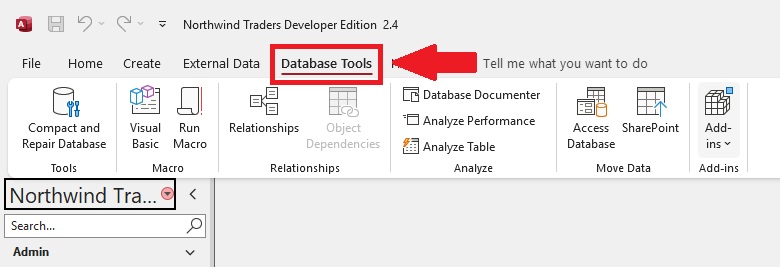 Northwind Traders Developer Edition 2.4
File Home Create External Data Database Tools Tell me what you want to do
Compact and
Repair Database
Visual
Basic
Run
Macro
Relationships
Object
Dependencies
Database Documenter
Analyze Performance
Analyze Table
Access
Database
SharePoint
Add-
ins
Tools
Macro
Relationships
Analyze
Move Data
Add-ins
Northwind Tra...
Search...
Admin